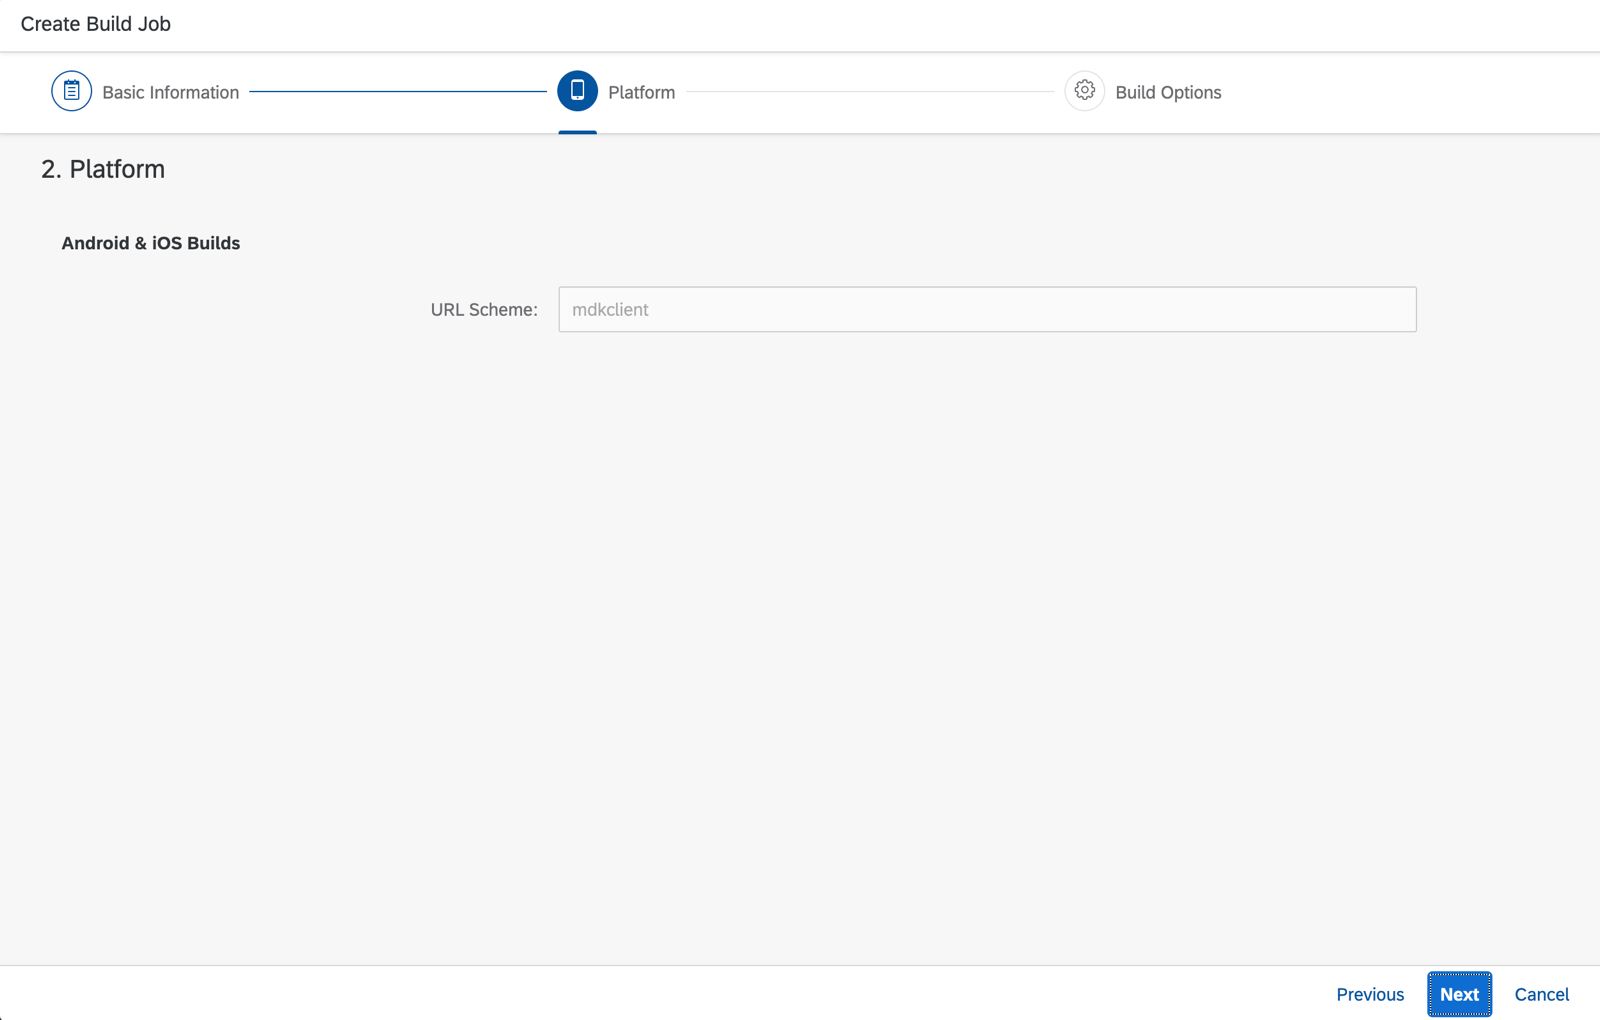 Create Build Job
Basic Information
Platform
Build Options
2. Platform
Android & iOS Builds
URL Scheme:
mdkclient
Previous
Next
Cancel